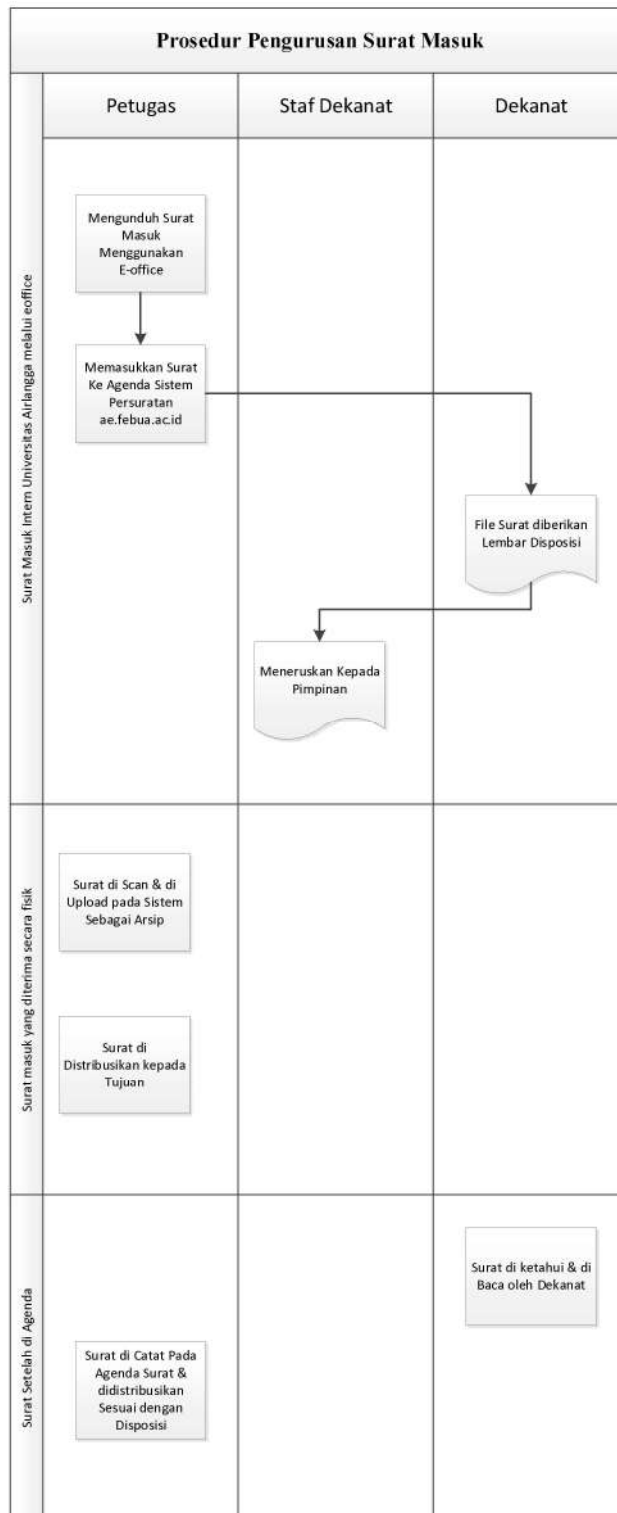 Prosedur Pengurusan Surat Masuk
Petugas
Staf Dekanat
Dekanat
Surat Masuk Intern Universitas Airlangga melalui eoffice
Mengunduh Surat
Masuk
Menggunakan
E-office
Memasukkan Surat
Ke Agenda Sistem
Persuratan
ae.febua.ac.id
File Surat diberikan
Lembar Disposisi
Meneruskan Kepada
Pimpinan
Surat masuk yang diterima secara fisik
Surat di Scan & di
Upload pada Sistem
Sebagai Arsip
Surat di
Distribusikan kepada
Tujuan
Surat Setelah di Agenda
Surat di ketahui & di
Baca oleh Dekanat
Surat di Catat Pada
Agenda Surat &
didistribusikan
Sesuai dengan
Disposisi